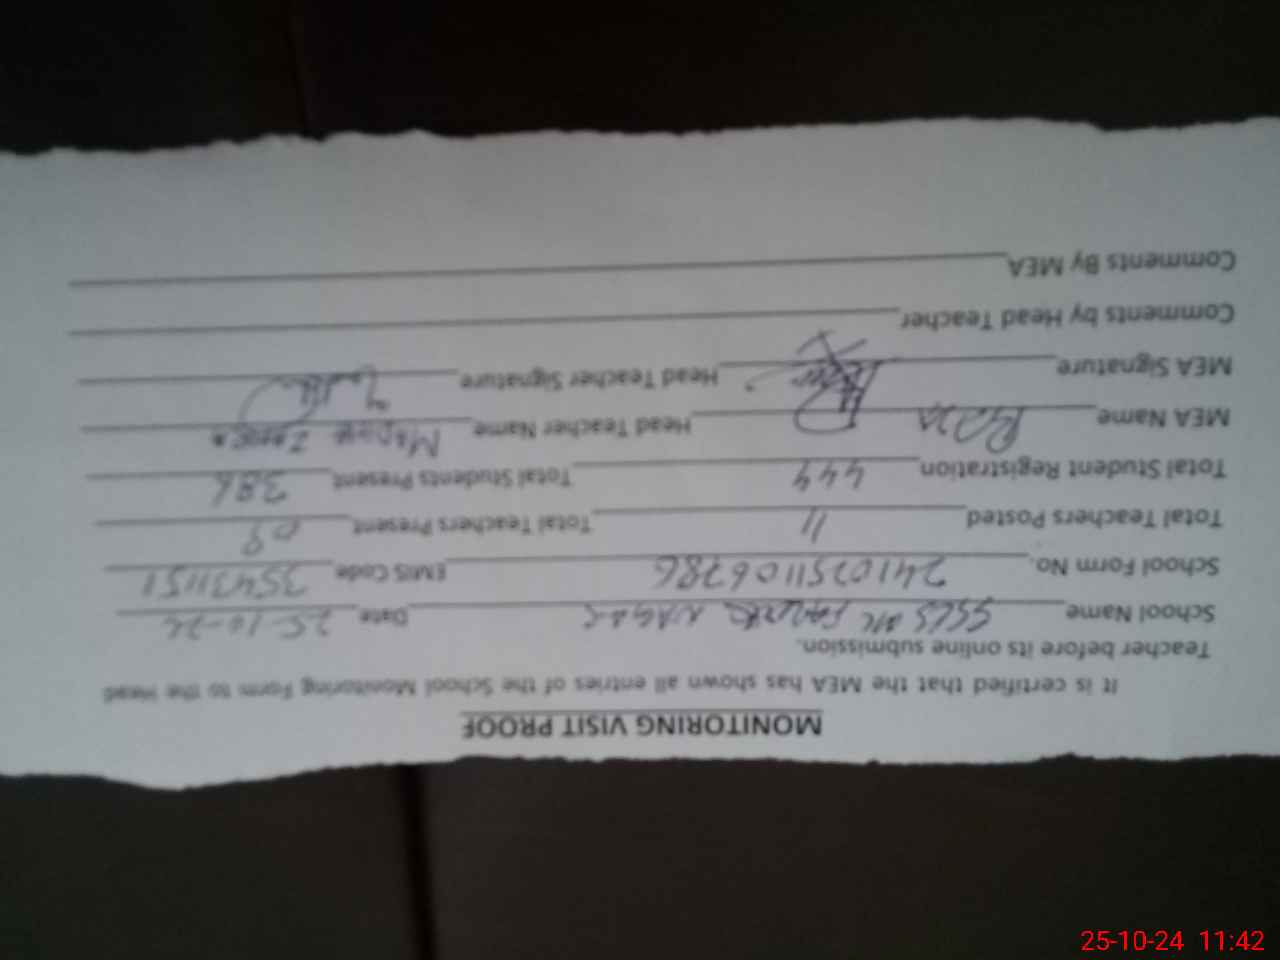 MONITORING VISIT PROOF
It is certified that the MEA has shown all entries of the School Monitoring Form to the Head
Teacher before its online submission.
School Name Date 25-10-24
School Form No. 2410251106786 EMIS Code 35431151
Total Teachers Posted 11 Total Teachers Present 09
Total Student Registration 444 Total Students Present 386
MEA Name Head Teacher Name
MEA Signature Head Teacher Signature
Comments by Head Teacher
Comments By MEA
25-10-24 11:42